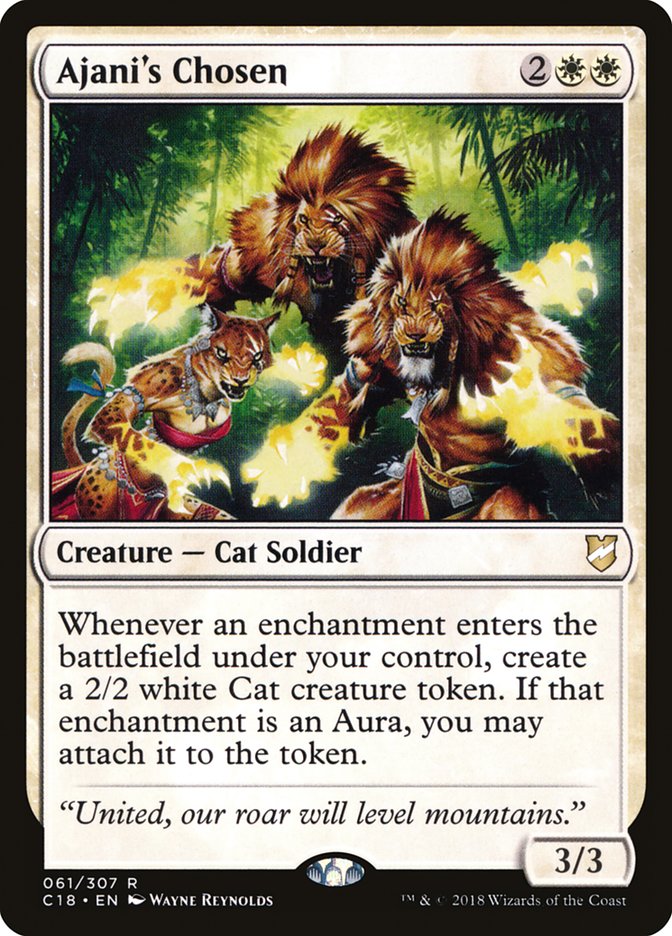 Ajani's Chosen 2
Creature — Cat Soldier
Whenever an enchantment enters the
battlefield under your control, create
a 2/2 white Cat creature token. If that
enchantment is an Aura, you may
attach it to the token.
“United, our roar will level mountains.”
3/3
061/307 R
C18 • EN Wayne Reynolds
™ & © 2018 Wizards of the Coast